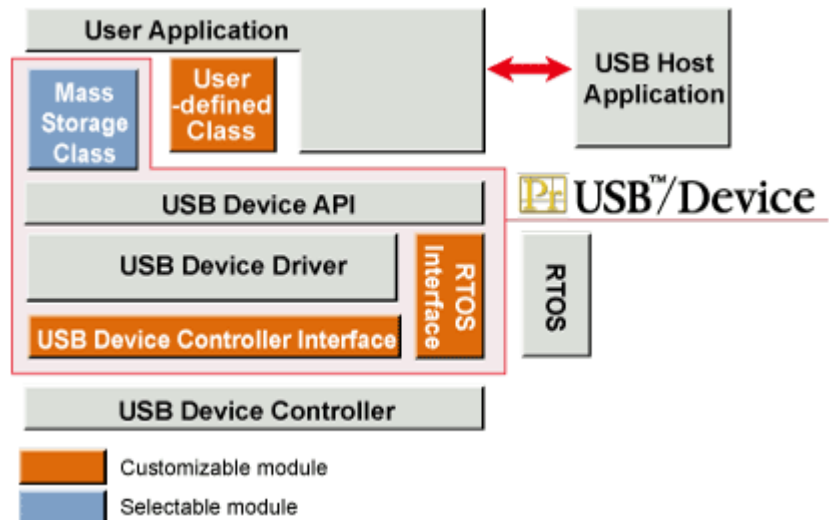 User Application
USB Host
Application
Mass
Storage
Class
User
-defined
Class
USB Device API
Pr USB™/Device
USB Device Driver
RTOS
Interface
RTOS
USB Device Controller Interface
USB Device Controller
Customizable module
Selectable module